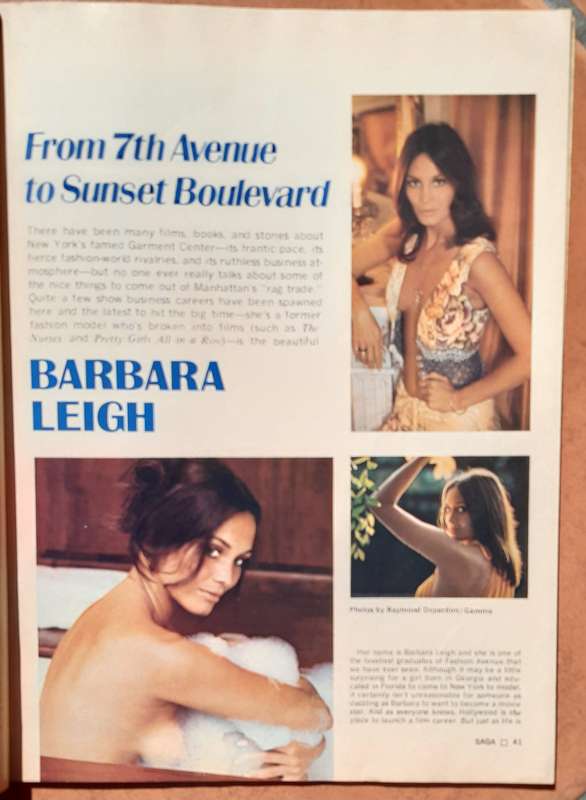 From 7th Avenue
to Sunset Boulevard
There have been many films, books, and stories about
New York's famed Garment Center—its frantic pace, its
fierce fashion-world rivalries, and its ruthless business at-
mosphere—but no one ever really talks about some of
the nice things to come out of Manhattan's "rag trade."
Quite a few show business careers have been spawned
here and the latest to hit the big time—she's a former
fashion model who's broken into films (such as The
Nurses and Pretty Girls All in a Row)—is the beautiful
BARBARA
LEIGH
Photos by Raymond Depardon/Gamma
Her name is Barbara Leigh and she is one of
the loveliest graduates of Fashion Avenue that
we have ever seen. Although it may be a little
surprising for a girl born in Georgia and edu-
cated in Florida to come to New York to model,
it certainly isn't unreasonable for someone as
dazzling as Barbara to want to become a movie
star. And as everyone knows, Hollywood is the
place to launch a film career. But just as life is
SAGA □ 41